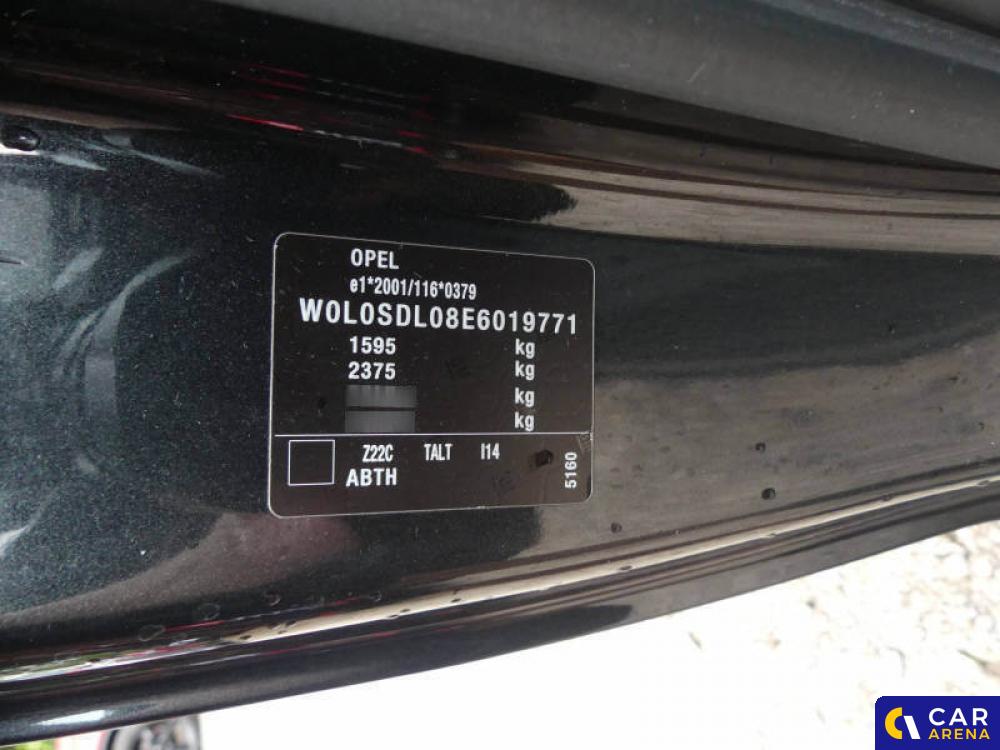 OPEL
e1*2001/116*0379
W0L0SDL08E6019771
1595 kg
2375 kg
kg
kg
Z22C TALT I14
ABTH
5160
CAR
ARENA